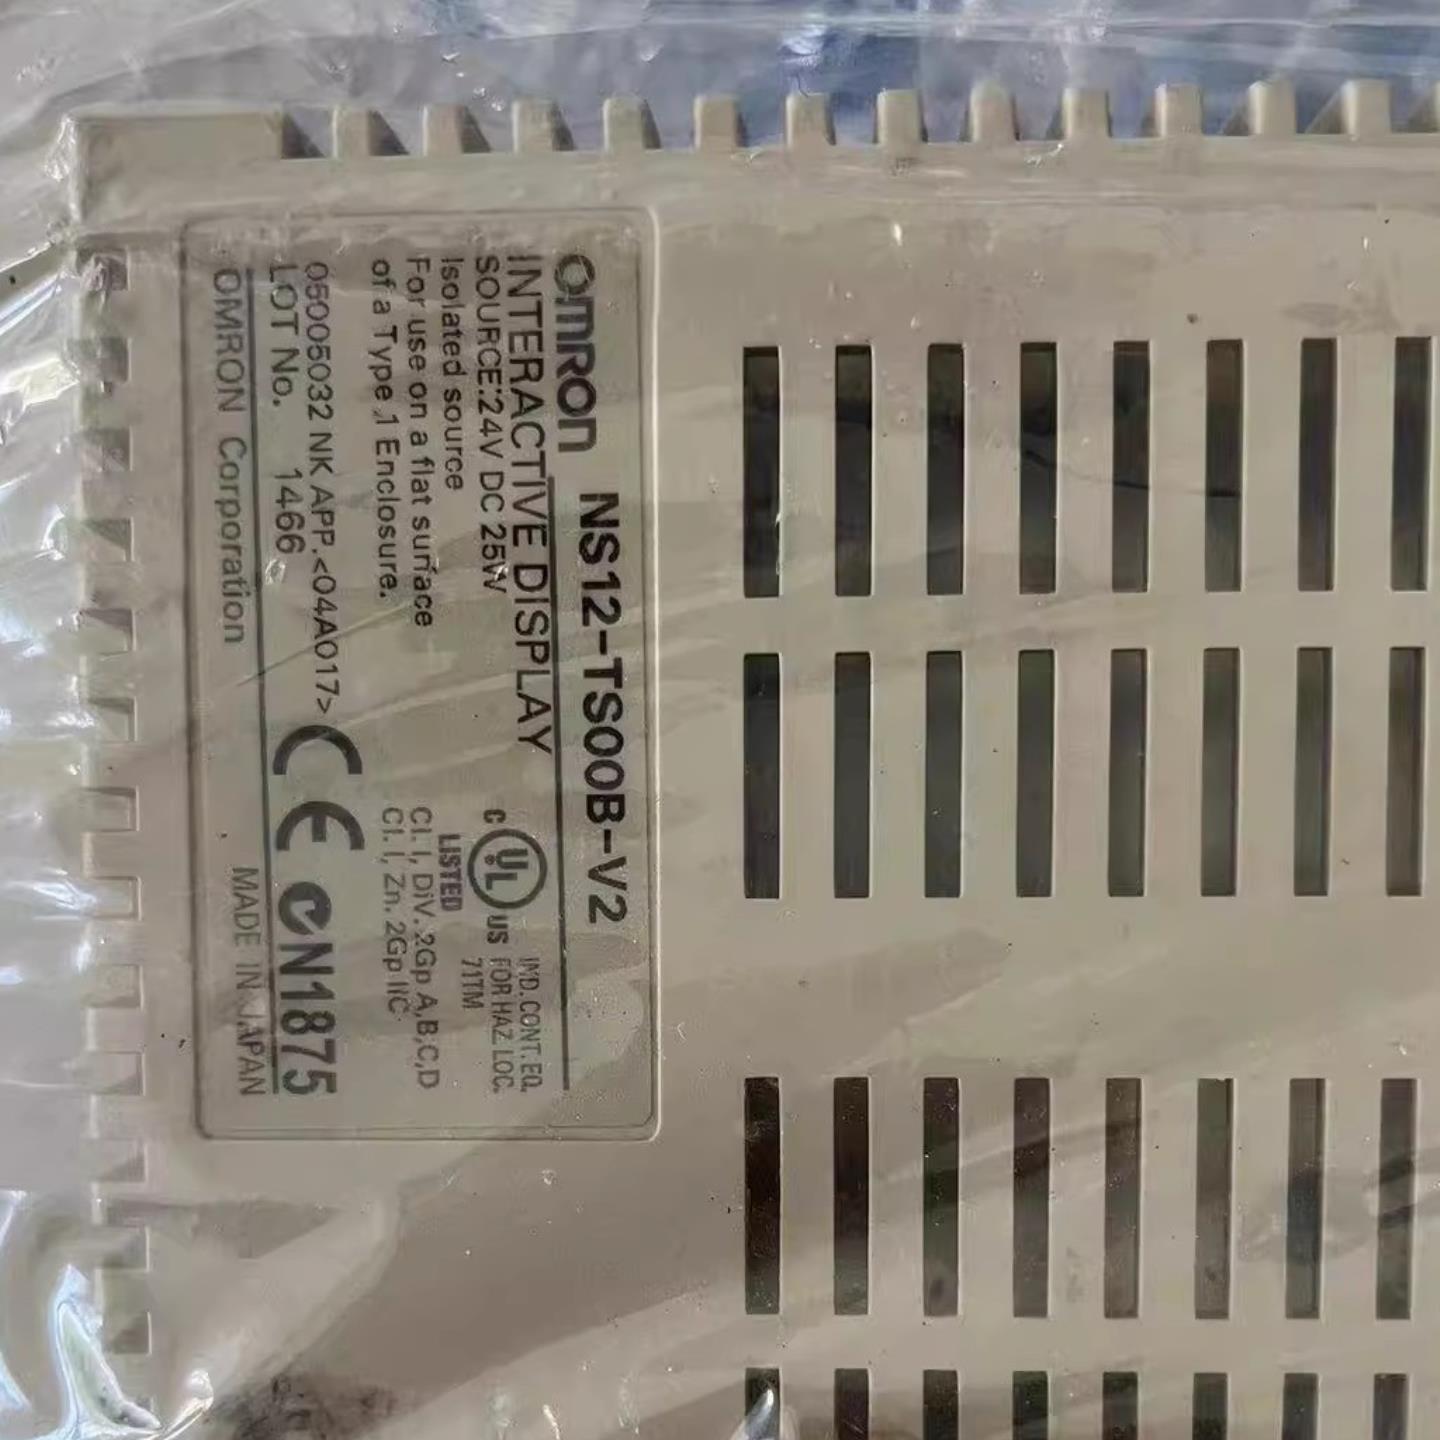 OMRON NS12-TS00B-V2
INTERACTIVE DISPLAY
SOURCE:24V DC 25W
Isolated source
For use on a flat surface
of a Type 1 Enclosure.
C UL US
LISTED
IND. CONT. EQ.
FOR HAZ. LOC.
71TM
Cl. I, Div. 2Gp A,B,C,D
Cl. I, Zn. 2Gp IIC
05005032 NK APP.<04A017>
LOT No. 1466
CE N1875
OMRON Corporation MADE IN JAPAN